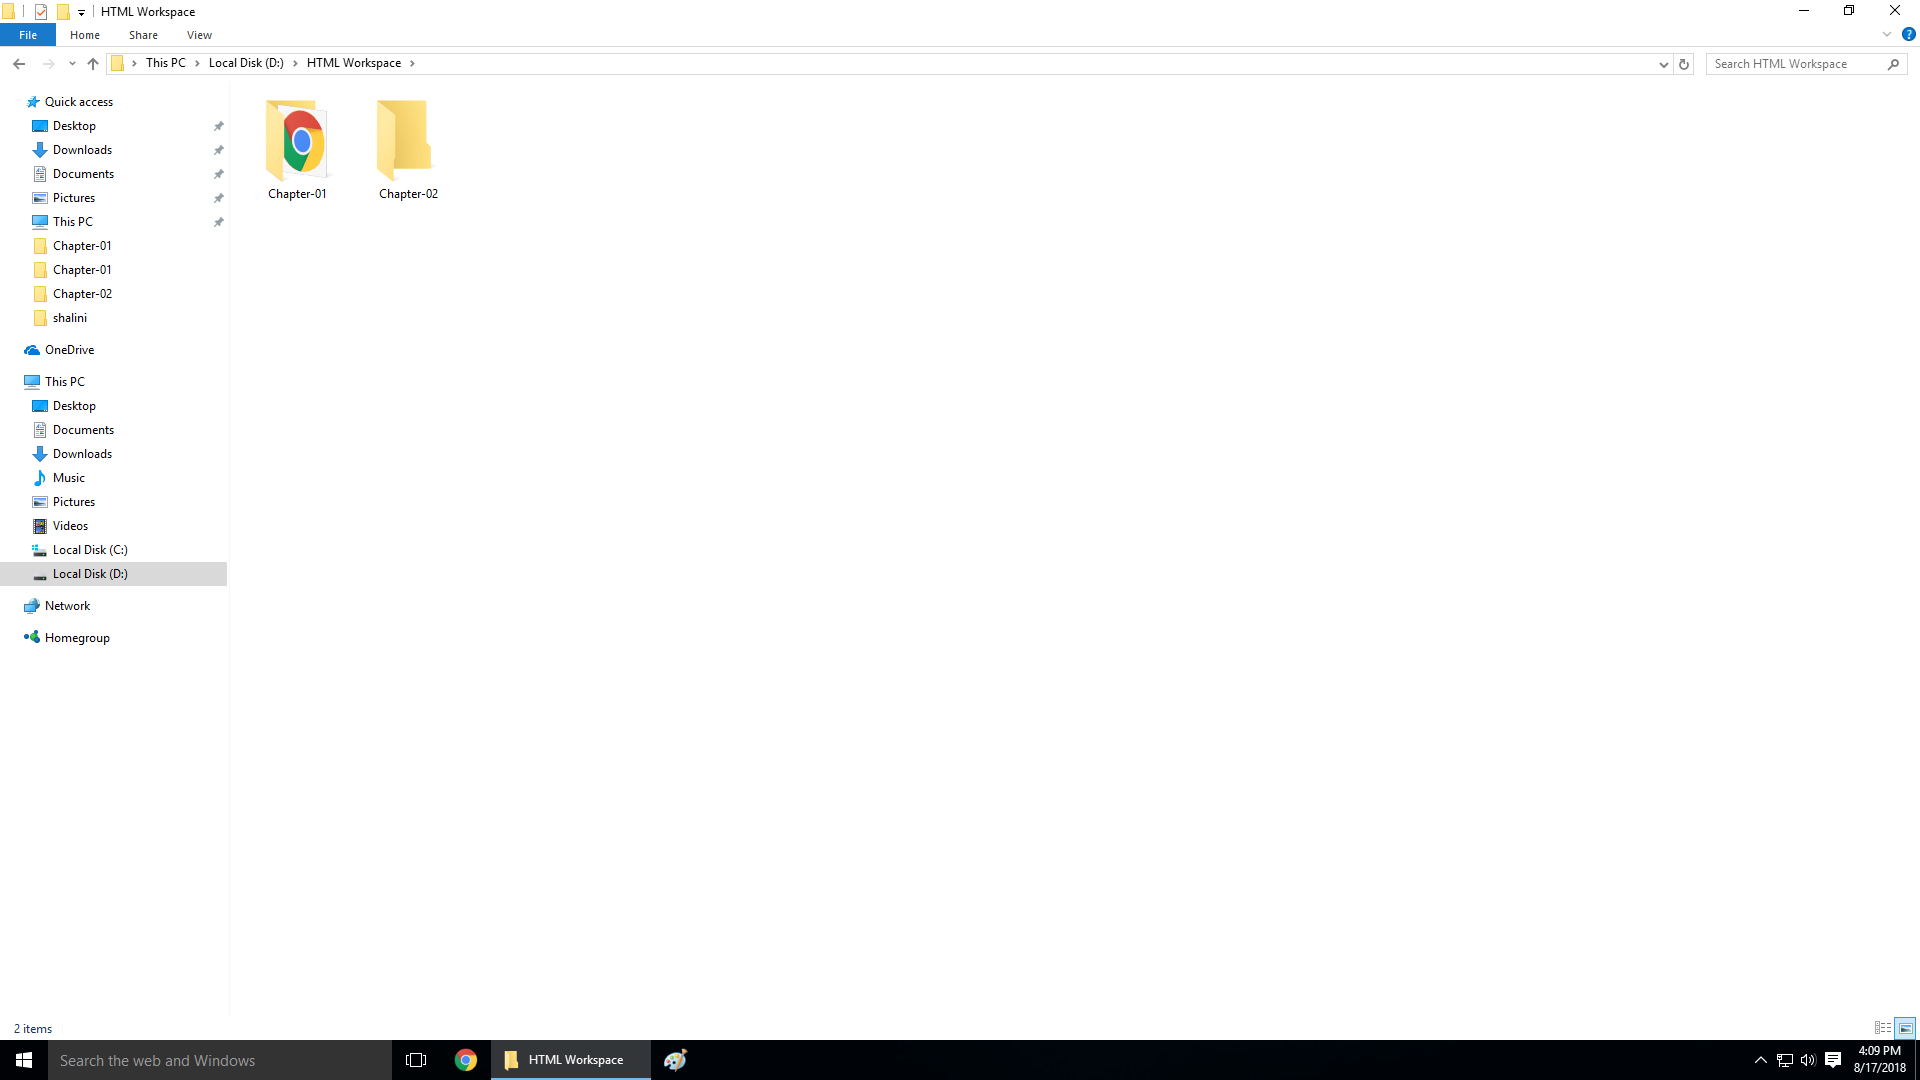 HTML Workspace
File Home Share View
This PC Local Disk (D:) HTML Workspace
Search HTML Workspace
Quick access
Desktop
Downloads
Documents
Pictures
This PC
Chapter-01
Chapter-01
Chapter-02
shalini
OneDrive
This PC
Desktop
Documents
Downloads
Music
Pictures
Videos
Local Disk (C:)
Local Disk (D:)
Network
Homegroup
Chapter-01 Chapter-02
2 items
Search the web and Windows
HTML Workspace
4:09 PM
8/17/2018